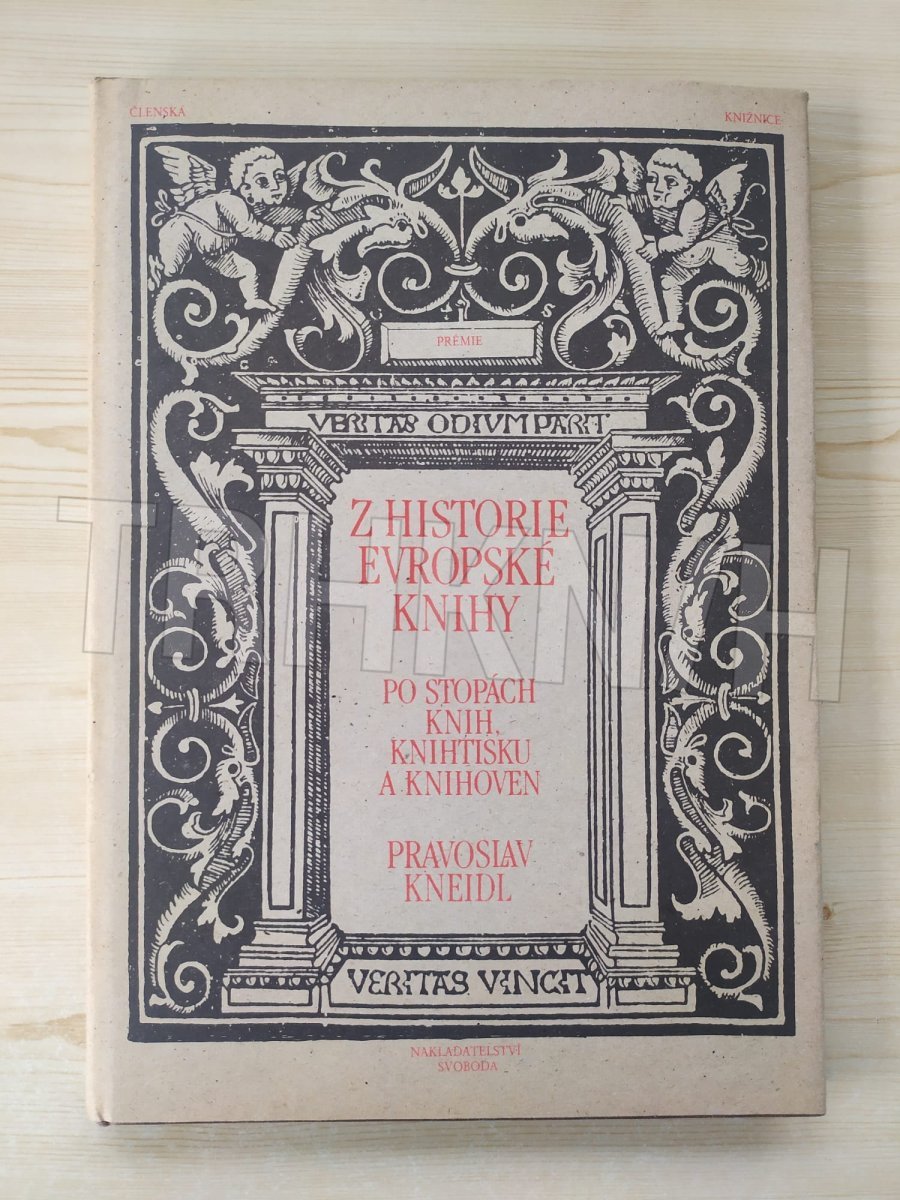 ČLENSKÁ KNIŽNICE
PRÉMIE
VERITAS ODIVM PARIT
Z HISTORIE
EVROPSKÉ
KNIHY
PO STOPÁCH
KNIH,
KNIHTISKU
A KNIHOVEN
PRAVOSLAV
KNEIDL
VERITAS VINCIT
NAKLADATELSTVÍ
SVOBODA
TRHKNIH